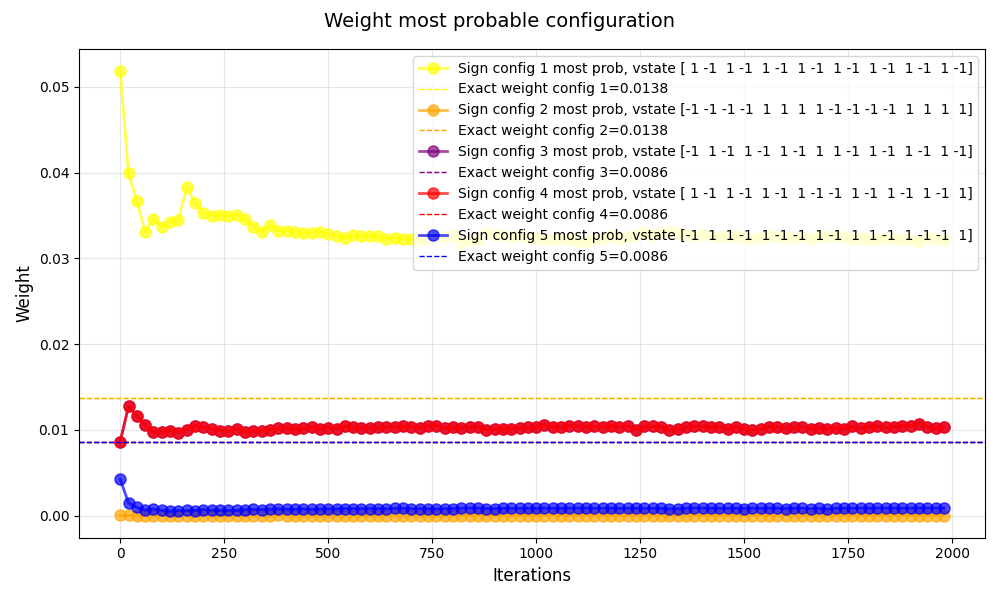 Weight most probable configuration
Sign config 1 most prob, vstate [ 1 -1  1 -1  1 -1  1 -1  1 -1  1 -1  1 -1  1 -1]
Exact weight config 1=0.0138
Sign config 2 most prob, vstate [-1 -1 -1 -1  1  1  1  1 -1 -1 -1 -1  1  1  1  1]
Exact weight config 2=0.0138
Sign config 3 most prob, vstate [-1  1 -1  1 -1  1 -1  1  1 -1  1 -1  1 -1  1 -1]
Exact weight config 3=0.0086
Sign config 4 most prob, vstate [ 1 -1  1 -1  1 -1  1 -1 -1  1 -1  1 -1  1 -1  1]
Exact weight config 4=0.0086
Sign config 5 most prob, vstate [-1  1  1 -1  1 -1 -1  1 -1  1  1 -1  1 -1 -1  1]
Exact weight config 5=0.0086
0.05
0.04
0.03
0.02
0.01
0.00
Weight
0 250 500 750 1000 1250 1500 1750 2000
Iterations